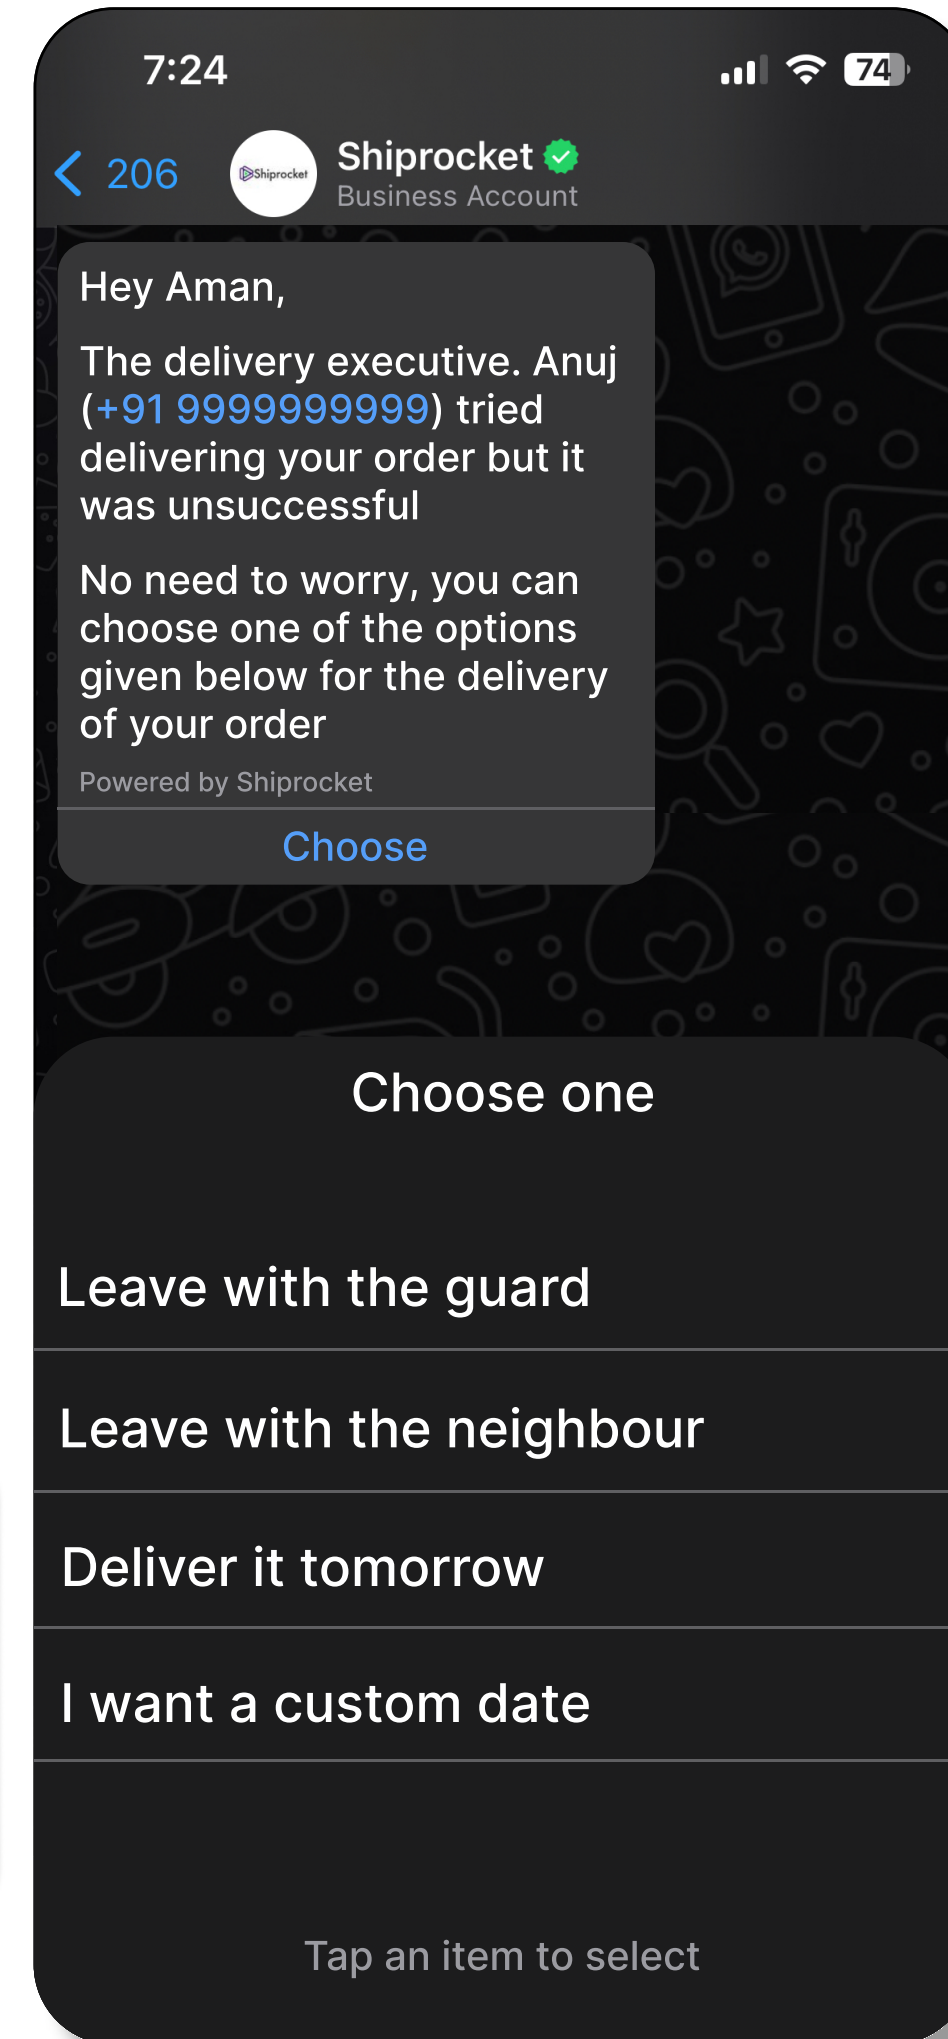 7:24
74
206
Shiprocket
Shiprocket
Business Account
Hey Aman,
The delivery executive. Anuj
(+91 9999999999) tried
delivering your order but it
was unsuccessful
No need to worry, you can
choose one of the options
given below for the delivery
of your order
Powered by Shiprocket
Choose
Choose one
Leave with the guard
Leave with the neighbour
Deliver it tomorrow
I want a custom date
Tap an item to select